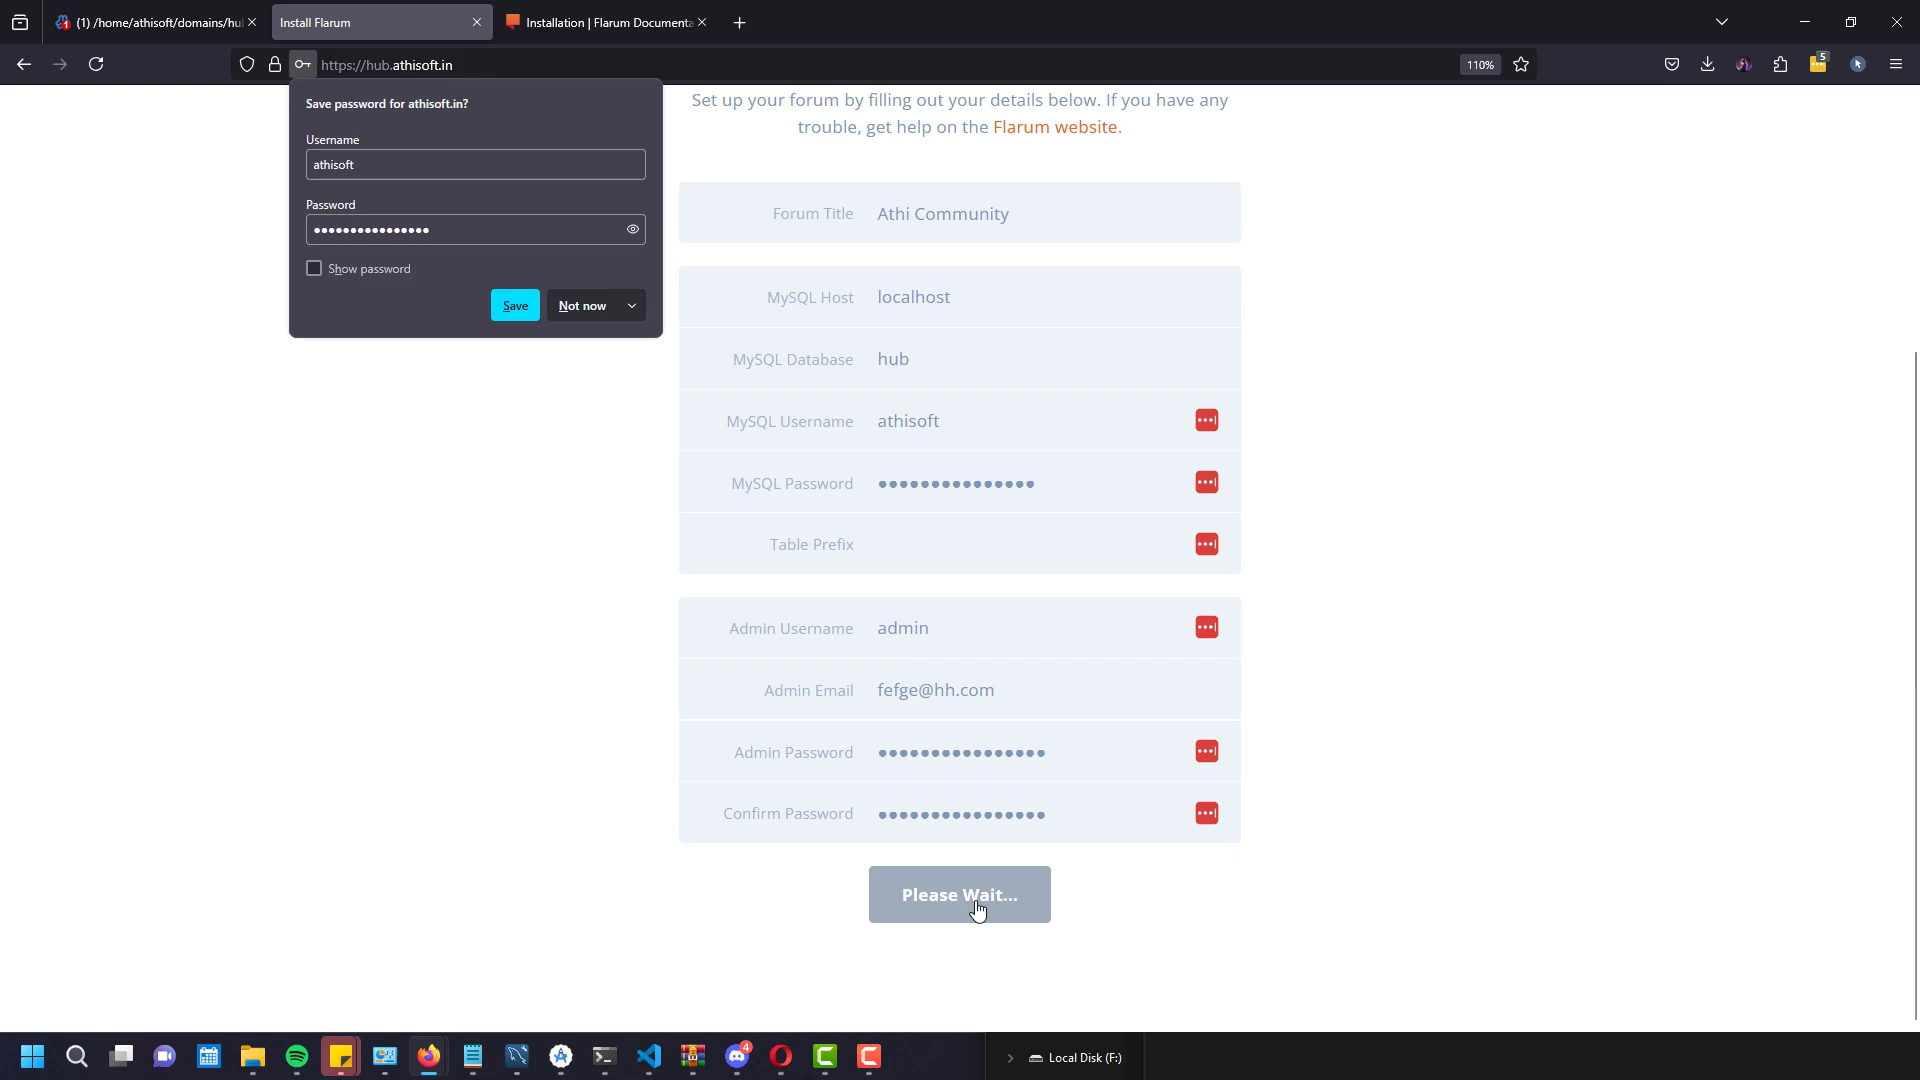 (1) /home/athisoft/domains/hu
Install Flarum
Installation | Flarum Documenta
https://hub.athisoft.in
110%
5
Save password for athisoft.in?
Username
athisoft
Password
••••••••••••••••
Show password
Save
Not now
Set up your forum by filling out your details below. If you have any
trouble, get help on the Flarum website.
Forum Title Athi Community
MySQL Host localhost
MySQL Database hub
MySQL Username athisoft
MySQL Password •••••••••••••••
Table Prefix
Admin Username admin
Admin Email fefge@hh.com
Admin Password ••••••••••••••••
Confirm Password ••••••••••••••••
Please Wait...
4
Local Disk (F:)